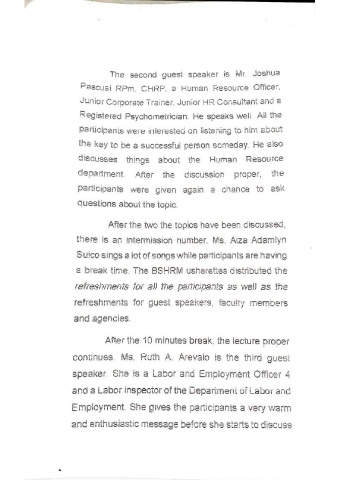 The second guest speaker is Mr. Joshua
Pascual RPm, CHRP, a Human Resource Officer,
Junior Corporate Trainer, Junior HR Consultant and a
Registered Psychometrician. He speaks well. All the
participants were interested on listening to him about
the key to be a successful person someday. He also
discusses things about the Human Resource
department. After the discussion proper, the
participants were given again a chance to ask
questions about the topic.
After the two the topics have been discussed,
there is an intermission number. Ms. Aiza Adamlyn
Sulco sings a lot of songs while participants are having
a break time. The BSHRM usherettes distributed the
refreshments for all the participants as well as the
refreshments for guest speakers, faculty members
and agencies.
After the 10 minutes break, the lecture proper
continues. Ms. Ruth A. Arevalo is the third guest
speaker. She is a Labor and Employment Officer 4
and a Labor inspector of the Department of Labor and
Employment. She gives the participants a very warm
and enthusiastic message before she starts to discuss